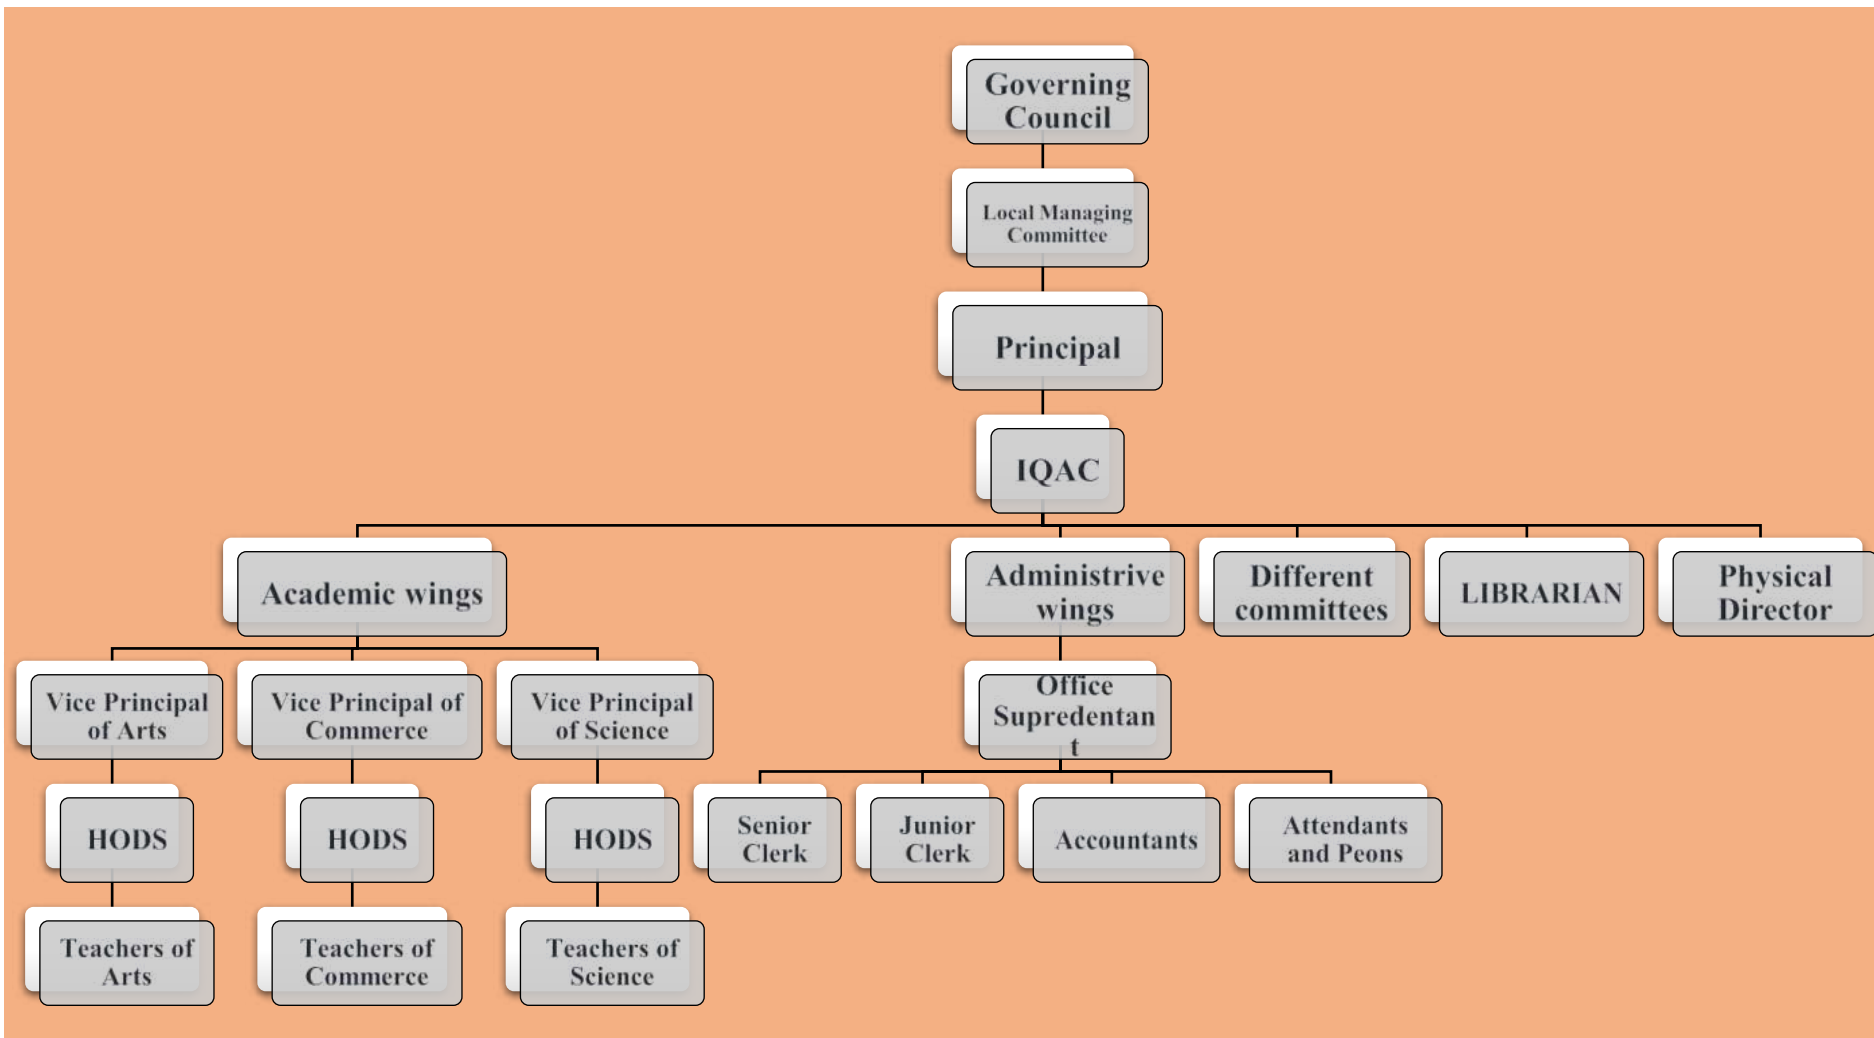 Governing
Council
Local Managing
Committee
Principal
IQAC
Academic wings
Administrive
wings
Different
committees
LIBRARIAN
Physical
Director
Vice Principal
of Arts
Vice Principal of
Commerce
Vice Principal
of Science
Office
Supredentan
t
HODS
HODS
HODS
Senior
Clerk
Junior
Clerk
Accountants
Attendants
and Peons
Teachers of
Arts
Teachers of
Commerce
Teachers of
Science